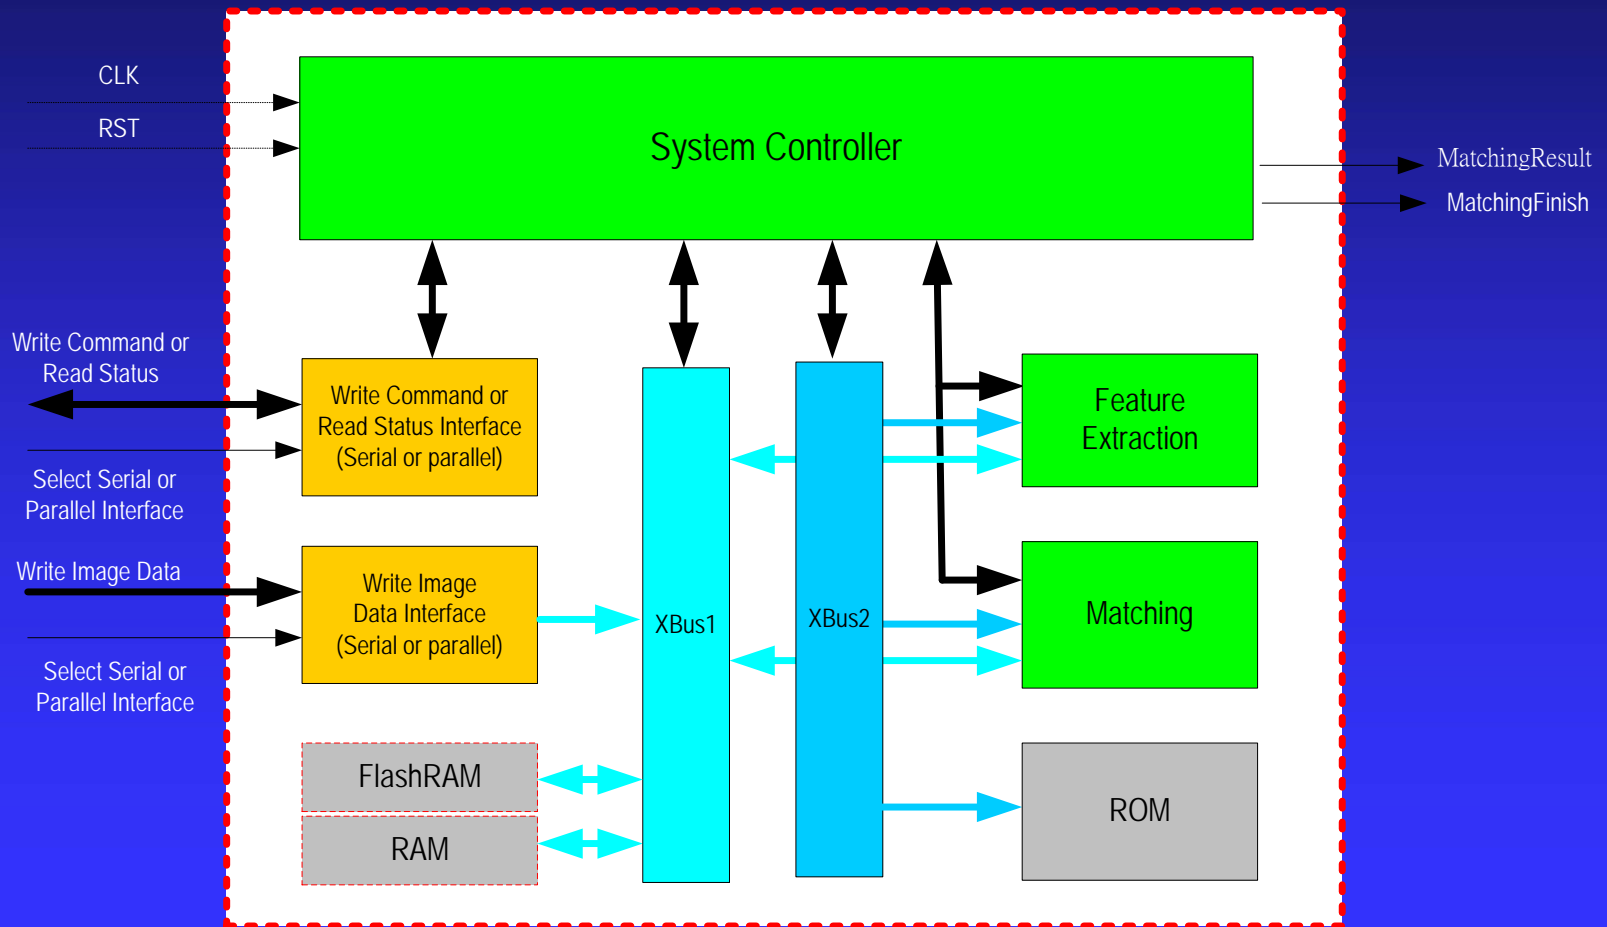 CLK
RST
System Controller
MatchingResult
MatchingFinish
Write Command or
Read Status
Select Serial or
Parallel Interface
Write Image Data
Select Serial or
Parallel Interface
Write Command or
Read Status Interface
(Serial or parallel)
Write Image
Data Interface
(Serial or parallel)
FlashRAM
RAM
XBus1
XBus2
Feature
Extraction
Matching
ROM